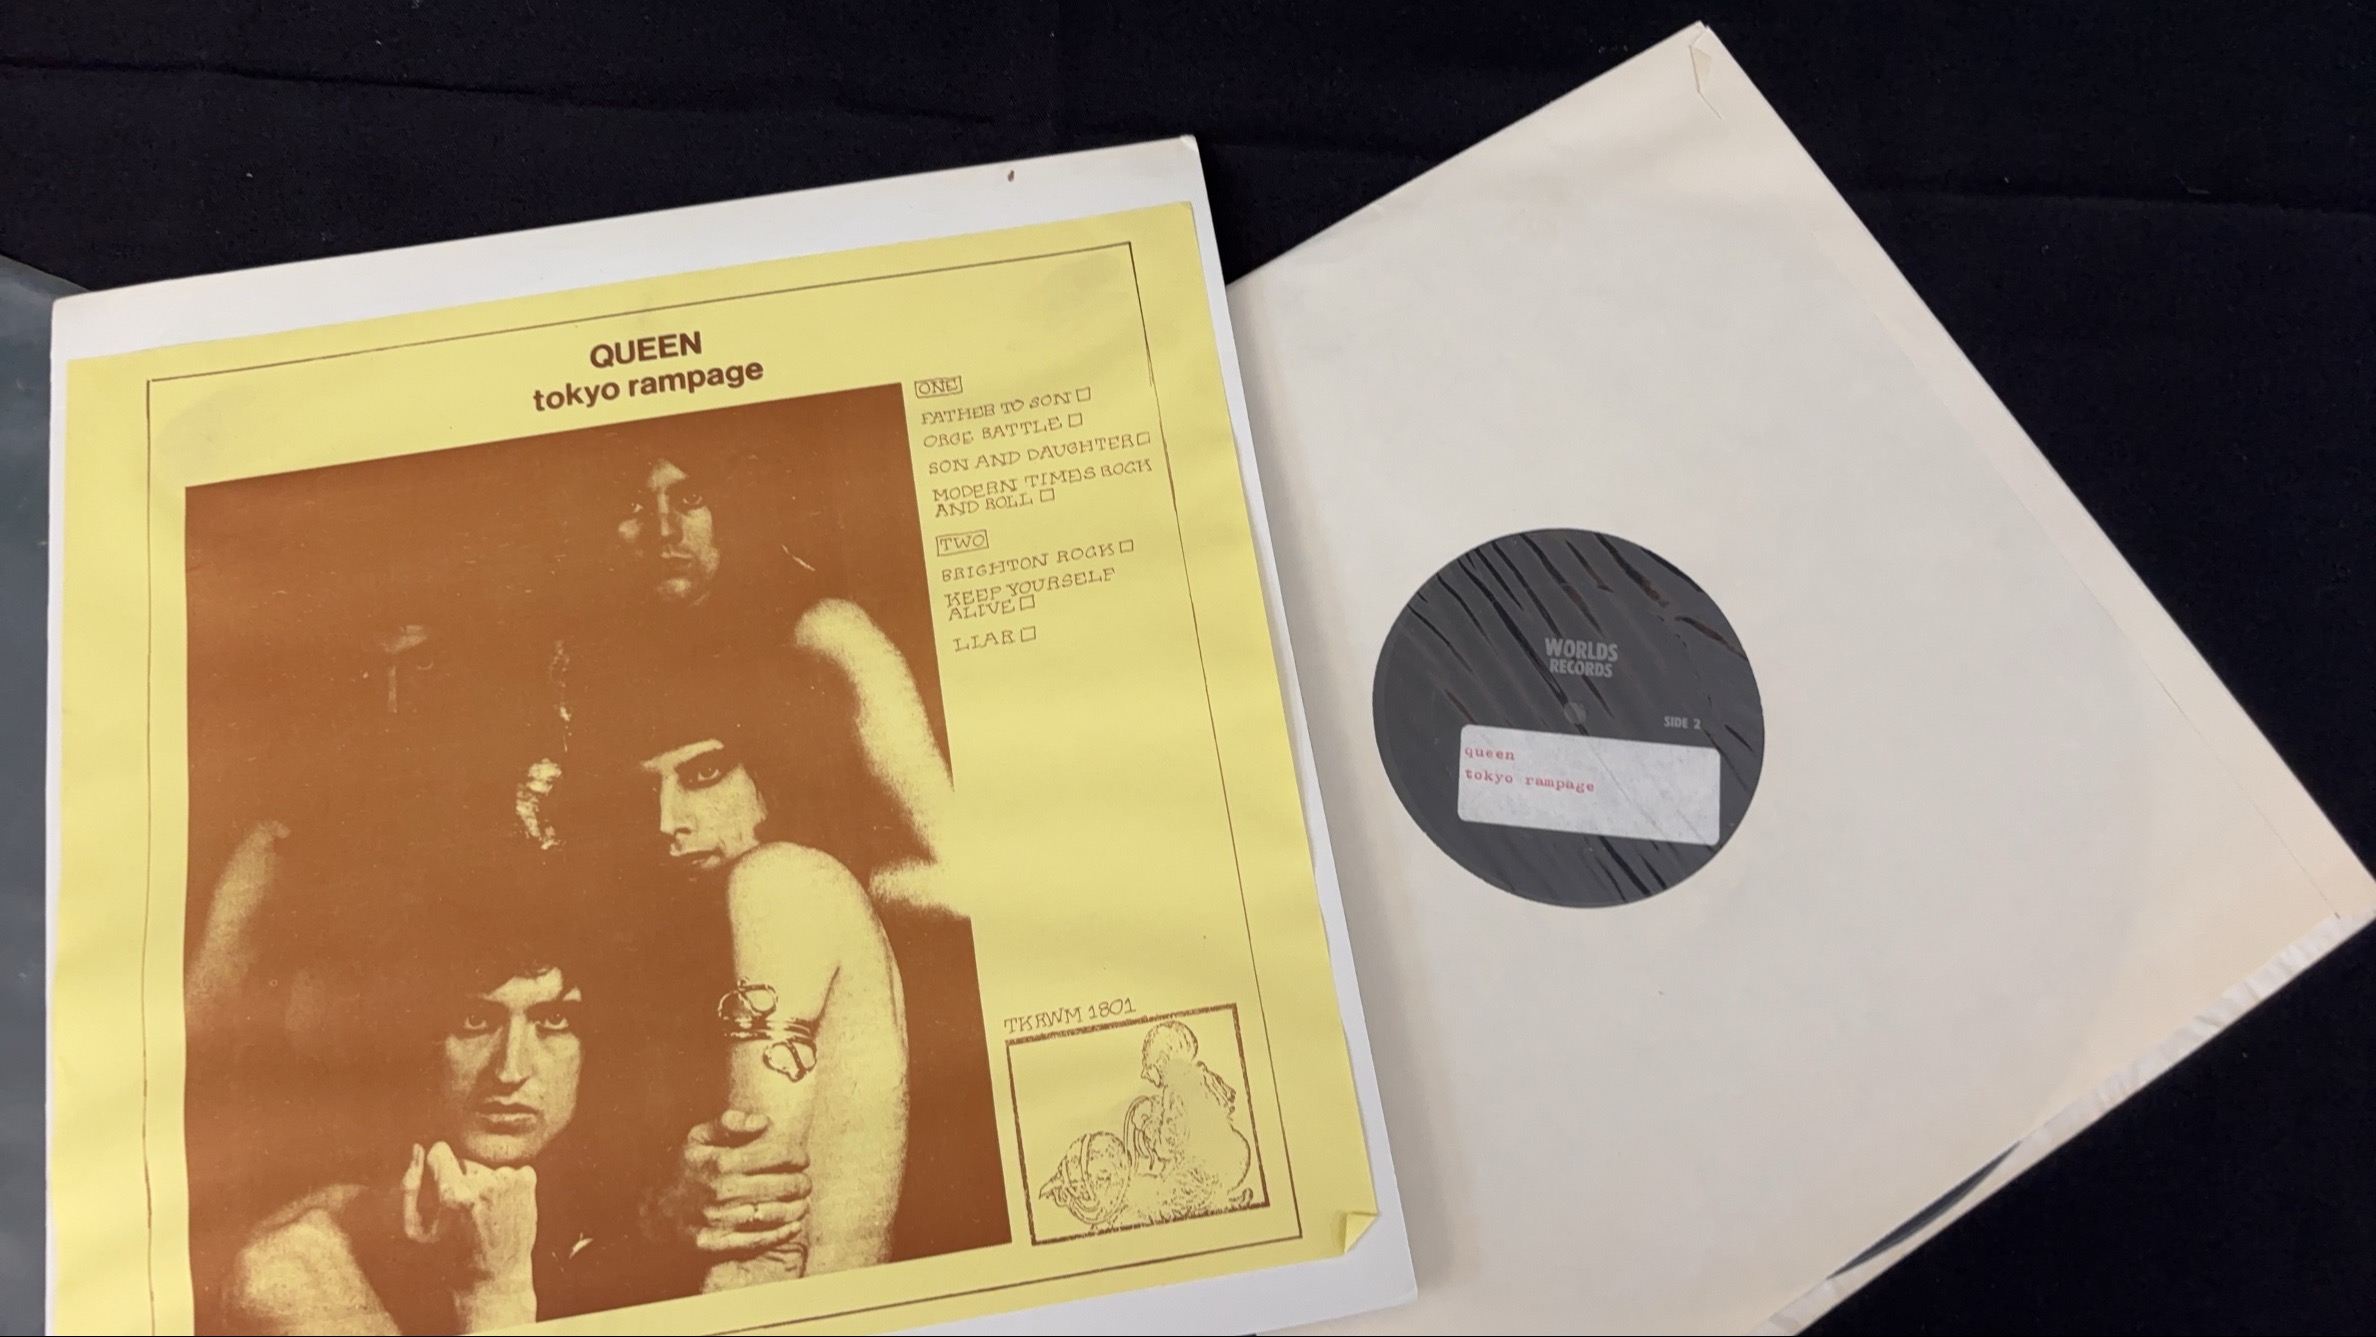 QUEEN
tokyo rampage
ONE
FATHER TO SON
ORGE BATTLE
SON AND DAUGHTER
MODERN TIMES ROCK
AND ROLL
TWO
BRIGHTON ROCK
KEEP YOURSELF
ALIVE
LIAR
TKRWM 1801
WORLDS
RECORDS
SIDE 2
queen
tokyo rampage